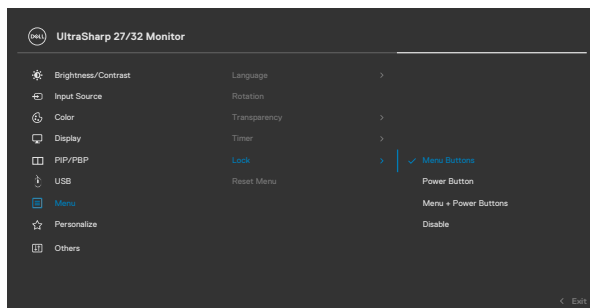 DELL UltraSharp 27/32 Monitor
Brightness/Contrast Language >
Input Source Rotation
Color Transparency >
Display Timer >
PIP/PBP Lock > ✓ Menu Buttons
USB Reset Menu Power Button
Menu Menu + Power Buttons
Personalize Disable
Others
< Exit